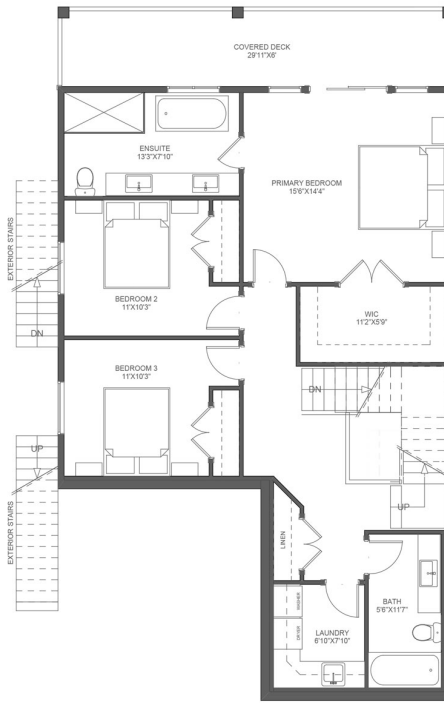 COVERED DECK
29'11"X6'
ENSUITE
13'3"X7'10"
PRIMARY BEDROOM
15'6"X14'4"
EXTERIOR STAIRS
DN
BEDROOM 2
11'X10'3"
WIC
11'2"X5'9"
BEDROOM 3
11'X10'3"
DN
UP
EXTERIOR STAIRS
UP
LINEN
WASHER
DRYER
LAUNDRY
6'10"X7'10"
BATH
5'6"X11'7"